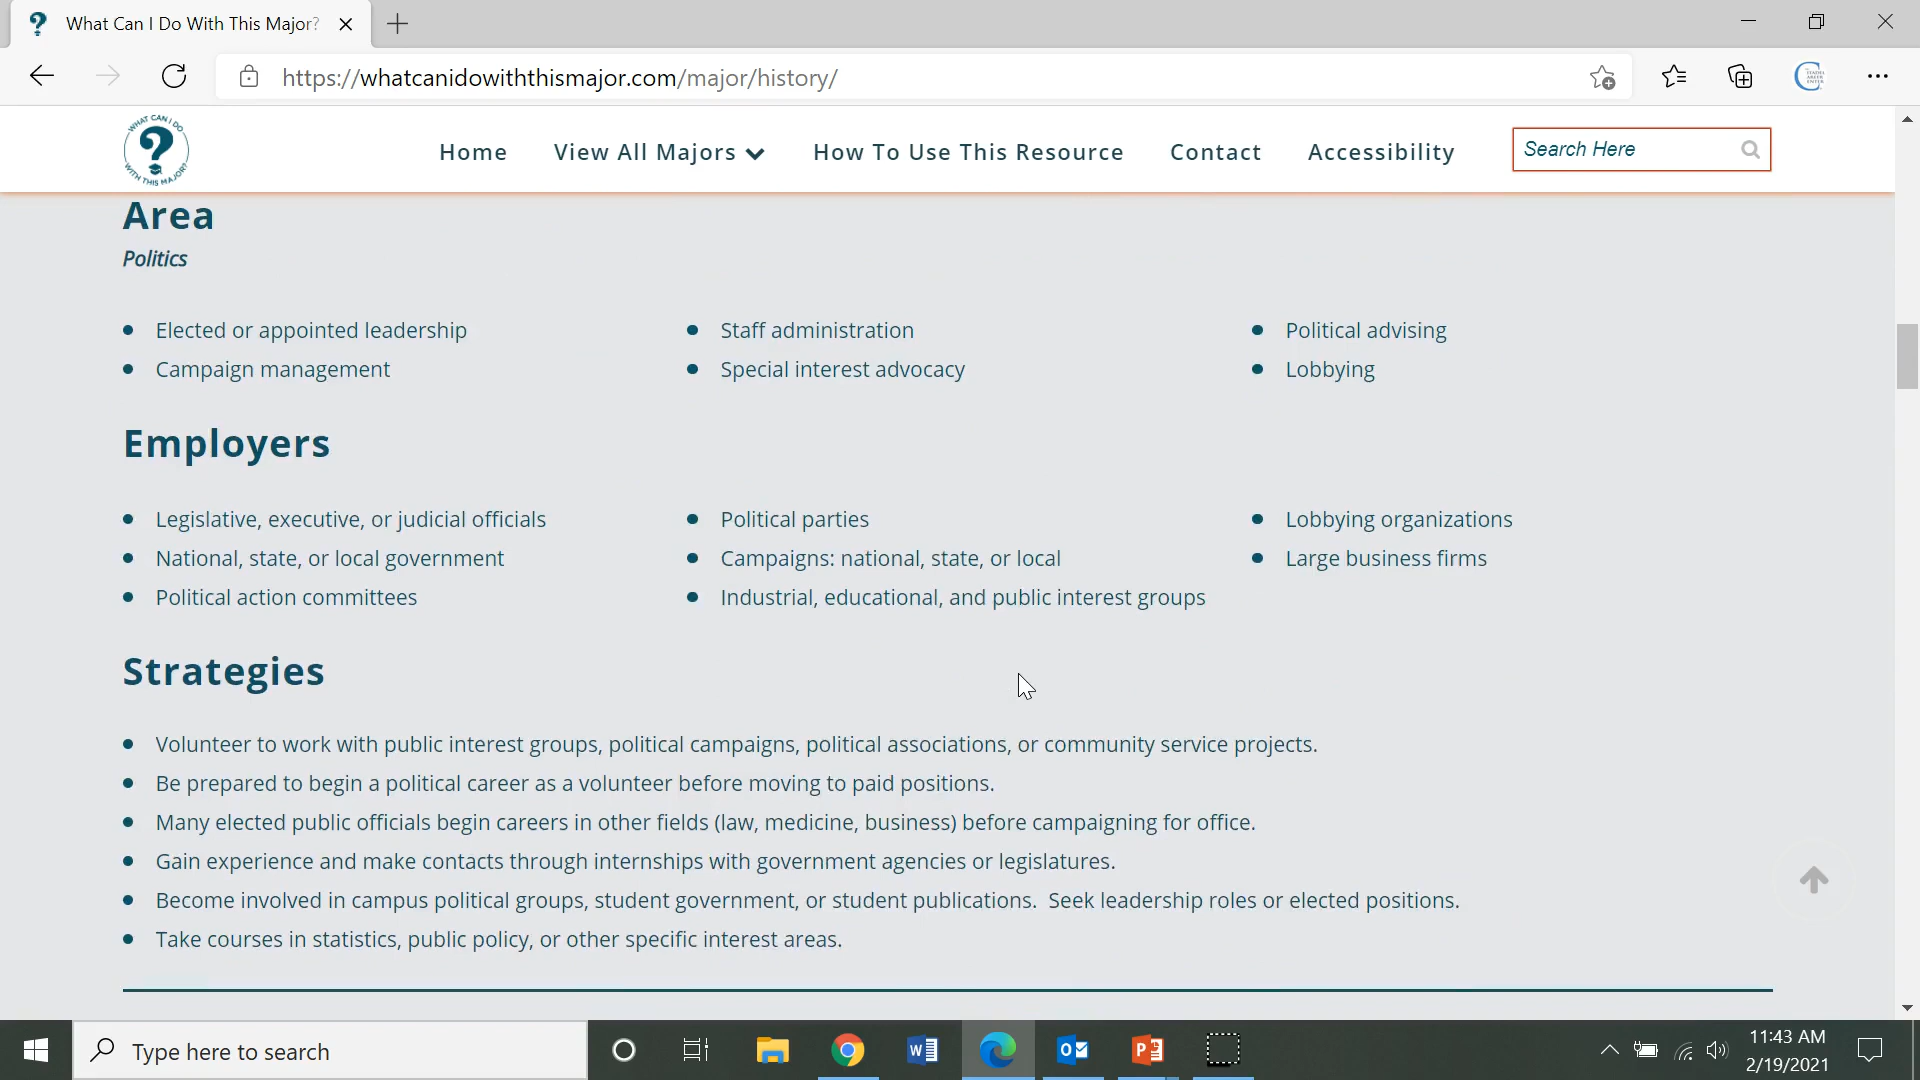 What Can I Do With This Major?
https://whatcanidowiththismajor.com/major/history/
WHAT CAN I DO
WITH THIS MAJOR?
Home
View All Majors
How To Use This Resource
Contact
Accessibility
Search Here
Area
Politics
Elected or appointed leadership
Staff administration
Political advising
Campaign management
Special interest advocacy
Lobbying
Employers
Legislative, executive, or judicial officials
Political parties
Lobbying organizations
National, state, or local government
Campaigns: national, state, or local
Large business firms
Political action committees
Industrial, educational, and public interest groups
Strategies
Volunteer to work with public interest groups, political campaigns, political associations, or community service projects.
Be prepared to begin a political career as a volunteer before moving to paid positions.
Many elected public officials begin careers in other fields (law, medicine, business) before campaigning for office.
Gain experience and make contacts through internships with government agencies or legislatures.
Become involved in campus political groups, student government, or student publications.  Seek leadership roles or elected positions.
Take courses in statistics, public policy, or other specific interest areas.
Type here to search
11:43 AM
2/19/2021